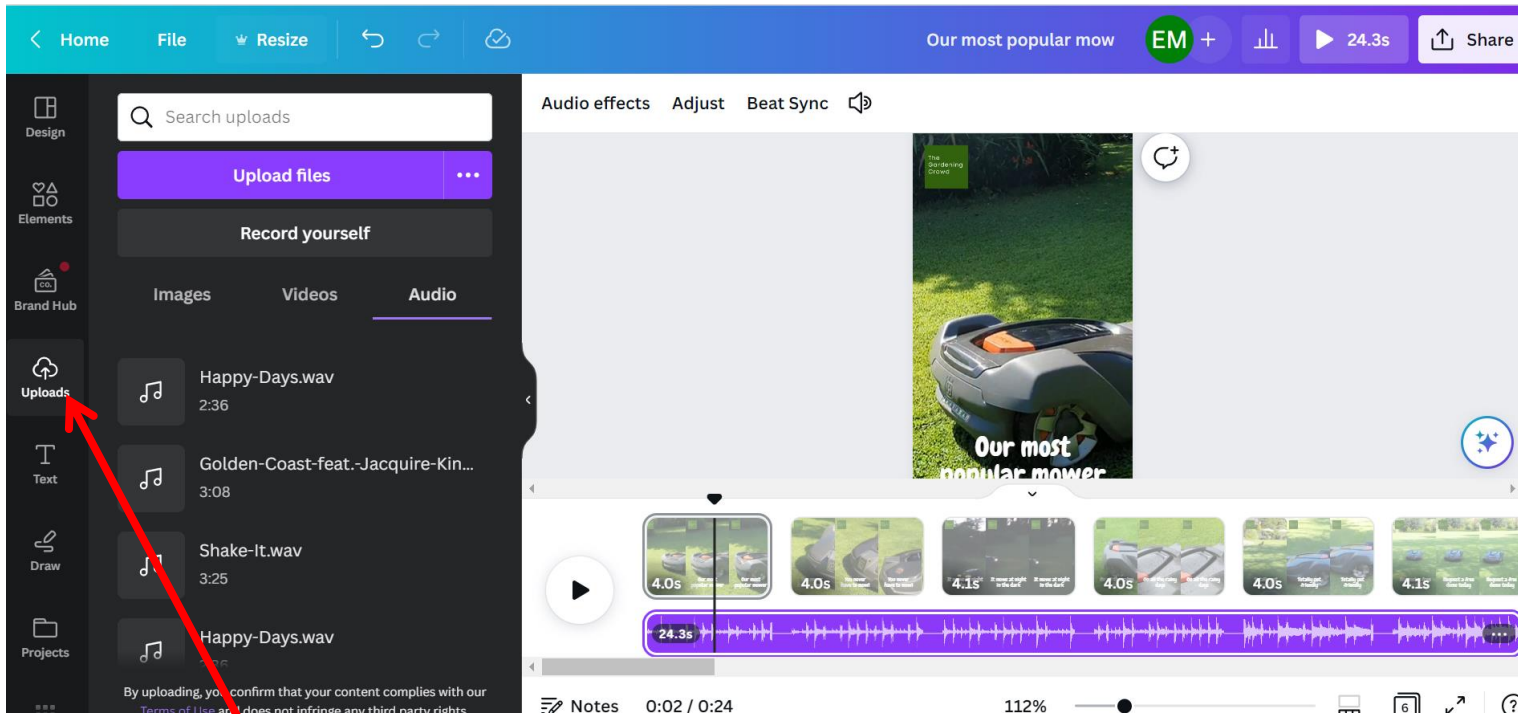 Home File Resize
Our most popular mow EM + 24.3s Share
Design
Elements
Brand Hub
CO.
Uploads
Text
Draw
Projects
Search uploads
Upload files
Record yourself
Images Videos Audio
Happy-Days.wav
2:36
Golden-Coast-feat.-Jacquire-Kin...
3:08
Shake-It.wav
3:25
Happy-Days.wav
2:36
By uploading, you confirm that your content complies with our
Terms of Use and does not infringe any third party rights
Audio effects Adjust Beat Sync
The
Gardening
Crowd
Our most
popular mower
4.0s 4.0s 4.1s 4.0s 4.0s 4.1s
24.3s
Notes 0:02 / 0:24 112% 6 ?